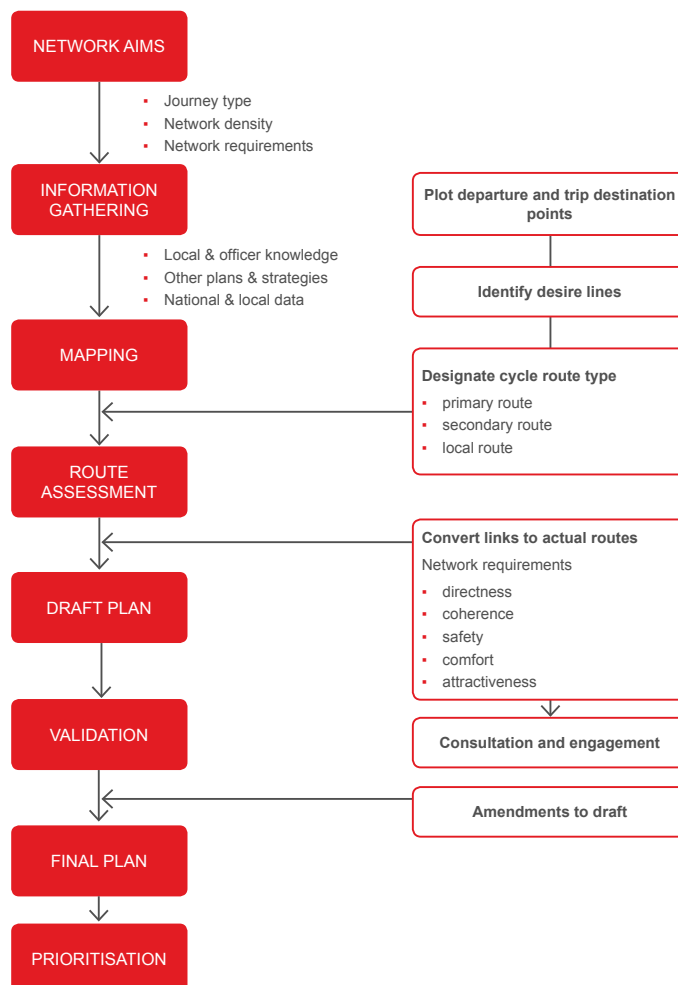 NETWORK AIMS
▪ Journey type
▪ Network density
▪ Network requirements
INFORMATION
GATHERING
▪ Local & officer knowledge
▪ Other plans & strategies
▪ National & local data
MAPPING
ROUTE
ASSESSMENT
DRAFT PLAN
VALIDATION
FINAL PLAN
PRIORITISATION
Plot departure and trip destination
points
Identify desire lines
Designate cycle route type
▪ primary route
▪ secondary route
▪ local route
Convert links to actual routes
Network requirements
▪ directness
▪ coherence
▪ safety
▪ comfort
▪ attractiveness
Consultation and engagement
Amendments to draft